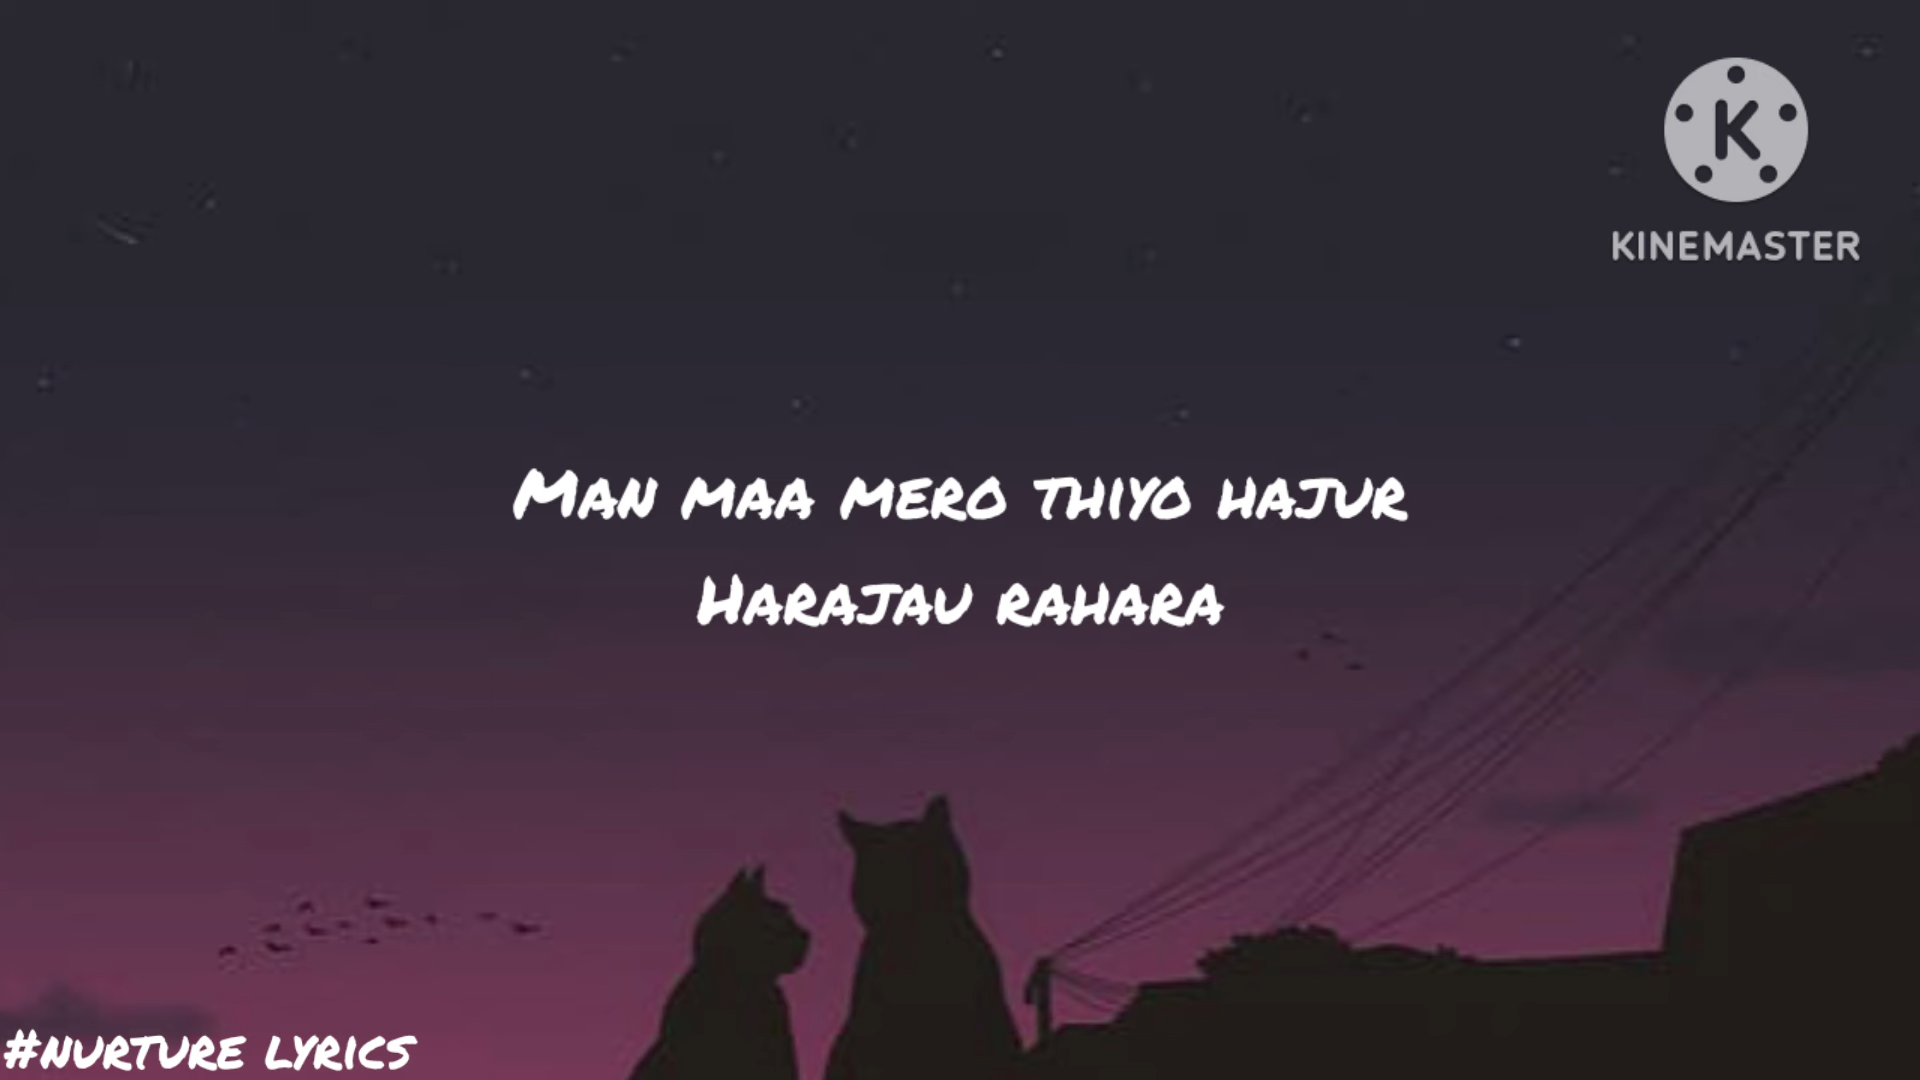 K
KINEMASTER
Man maa mero thiyo hajur
Harajau rahara
#nurture lyrics